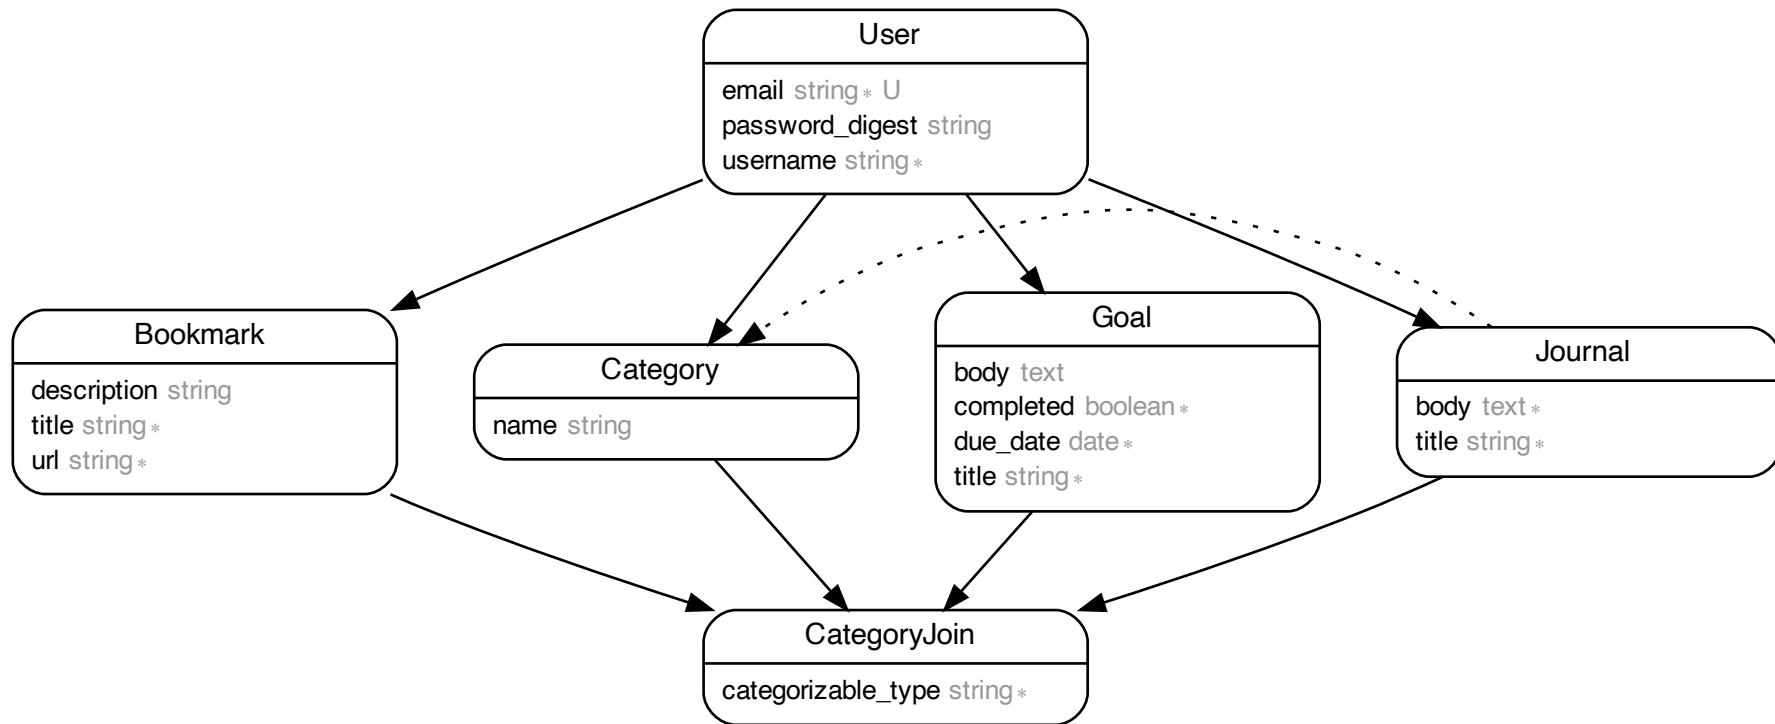 User
email string* U
password_digest string
username string*
Bookmark
description string
title string*
url string*
Category
name string
Goal
body text
completed boolean*
due_date date*
title string*
Journal
body text*
title string*
CategoryJoin
categorizable_type string*